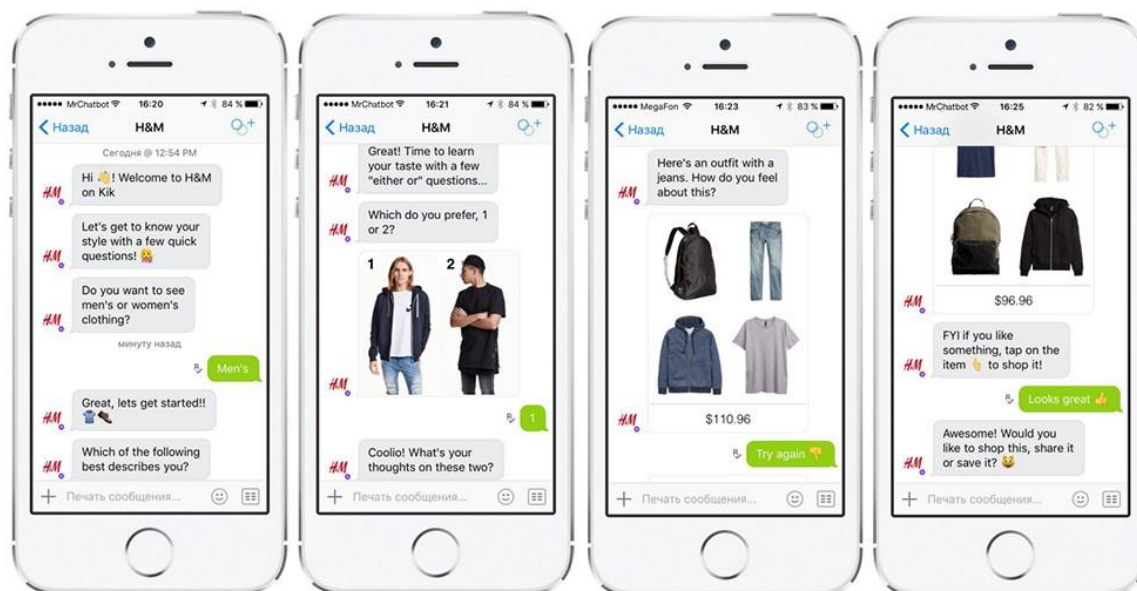 MrChatbot 16:20 84 %
Назад H&M
Сегодня @ 12:54 PM
Hi 👋! Welcome to H&M
on Kik
H&M
Let's get to know your
style with a few quick
questions! 🙋
H&M
Do you want to see
men's or women's
clothing?
H&M
минуту назад
R Men's
Great, lets get started!!
👕👞
H&M
Which of the following
best describes you?
H&M
+ Печать сообщения...
MrChatbot 16:21 84 %
Назад H&M
Great! Time to learn
your taste with a few
"either or" questions...
H&M
Which do you prefer, 1
or 2?
H&M
1 2
H&M
R 1
Coolio! What's your
thoughts on these two?
H&M
+ Печать сообщения...
MegaFon 16:23 83 %
Назад H&M
Here's an outfit with a
jeans. How do you feel
about this?
H&M
$110.96
H&M
R Try again 👎
+ Печать сообщения...
MrChatbot 16:25 82 %
Назад H&M
$96.96
H&M
FYI if you like
something, tap on the
item 👆 to shop it!
H&M
R Looks great 👍
Awesome! Would you
like to shop this, share it
or save it? 😸
H&M
+ Печать сообщения...